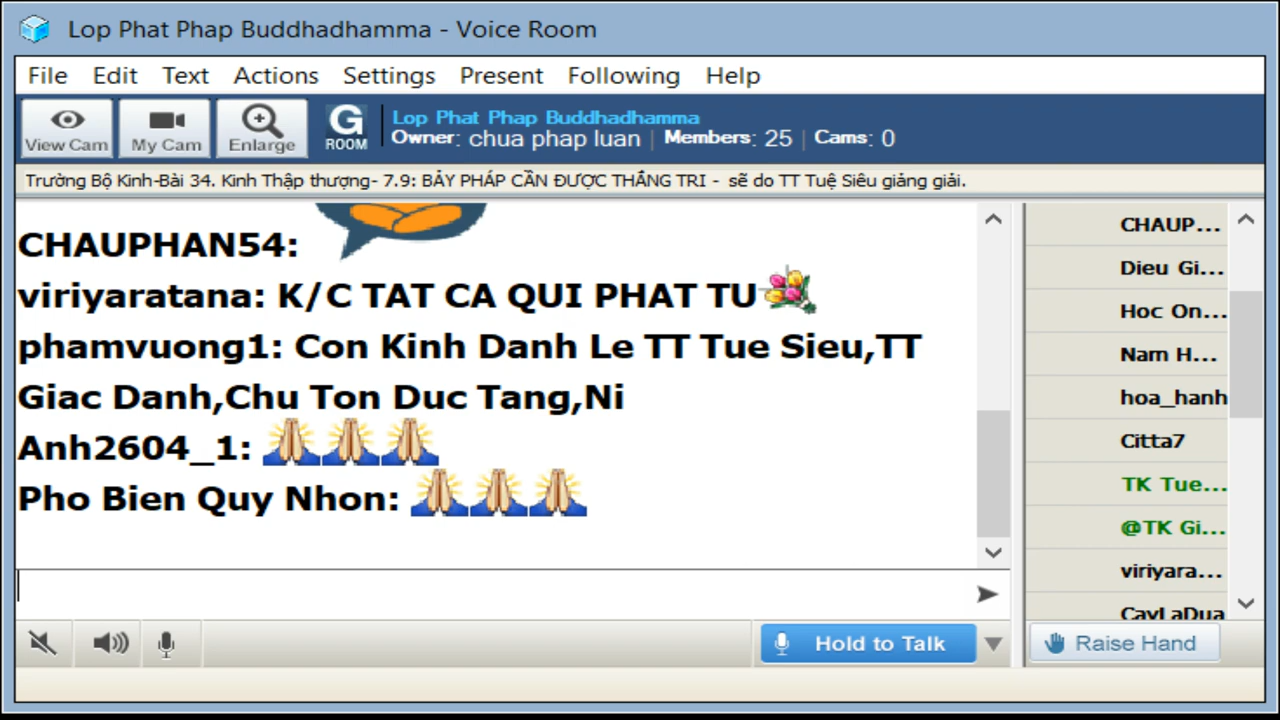 Lop Phat Phap Buddhadhamma - Voice Room
File Edit Text Actions Settings Present Following Help
View Cam My Cam Enlarge G ROOM
Lop Phat Phap Buddhadhamma
Owner: chua phap luan | Members: 25 | Cams: 0
Trường Bộ Kinh-Bài 34. Kinh Thập thượng- 7.9: BẢY PHÁP CẦN ĐƯỢC THẮNG TRI - sẽ do TT Tuệ Siêu giảng giải.
CHAUPHAN54:
viriyaratana: K/C TAT CA QUI PHAT TU
phamvuong1: Con Kinh Danh Le TT Tue Sieu,TT
Giac Danh,Chu Ton Duc Tang,Ni
Anh2604_1:
Pho Bien Quy Nhon:
CHAUP...
Dieu Gi...
Hoc On...
Nam H...
hoa_hanh
Citta7
TK Tue...
@TK Gi...
viriyara...
CayLaDua
Hold to Talk
Raise Hand